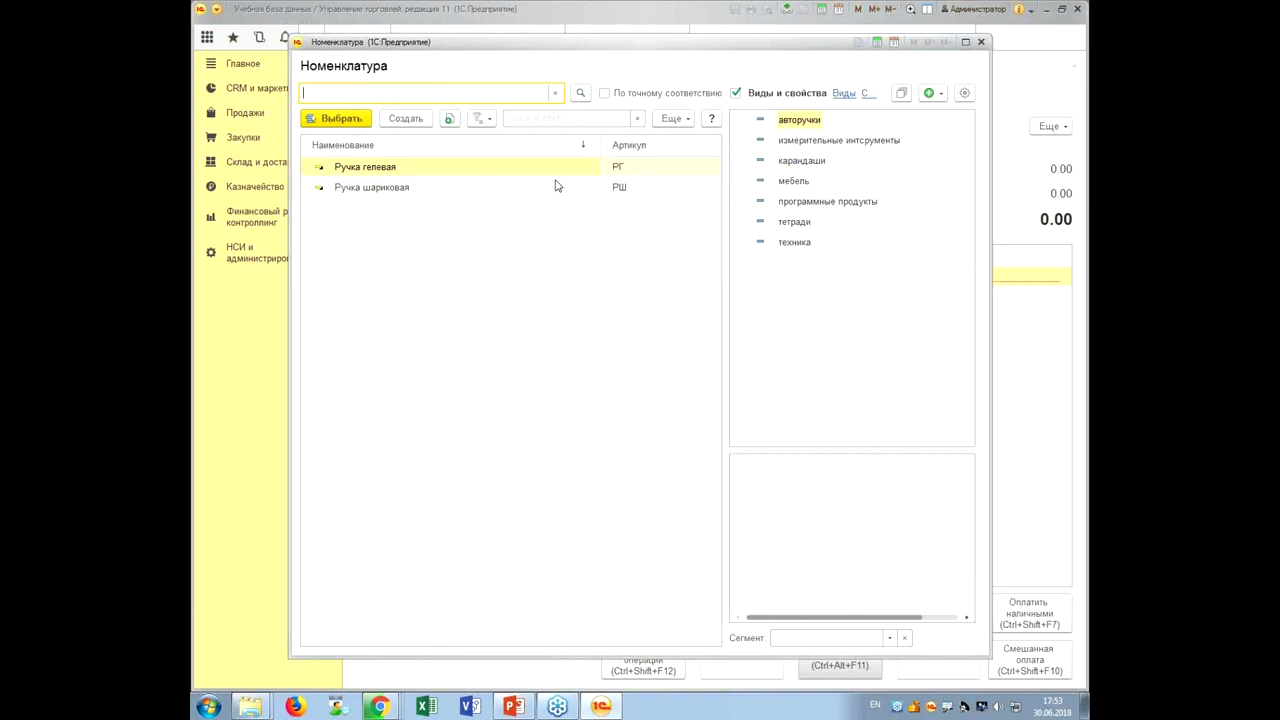 Учебная база данных / Управление торговлей, редакция 11 (1С:Предприятие)
M M+ M-
Администратор
Главное
CRM и маркет
Продажи
Закупки
Склад и доста
Казначейство
Финансовый р
контроллинг
НСИ и
администриро
Номенклатура (1С:Предприятие)
M M+ M-
Номенклатура
По точному соответствию
Виды и свойства
Виды
С...
Выбрать
Создать
Еще
?
Наименование
Артикул
Ручка гелевая
РГ
Ручка шариковая
РШ
авторучки
измерительные интсрументы
карандаши
мебель
программные продукты
тетради
техника
Сегмент
Еще
0.00
0.00
0.00
Оплатить
наличными
(Ctrl+Shift+F7)
Смешанная
оплата
(Ctrl+Shift+F10)
операции
(Ctrl+Shift+F12)
(Ctrl+Alt+F11)
EN
17:53
30.06.2018